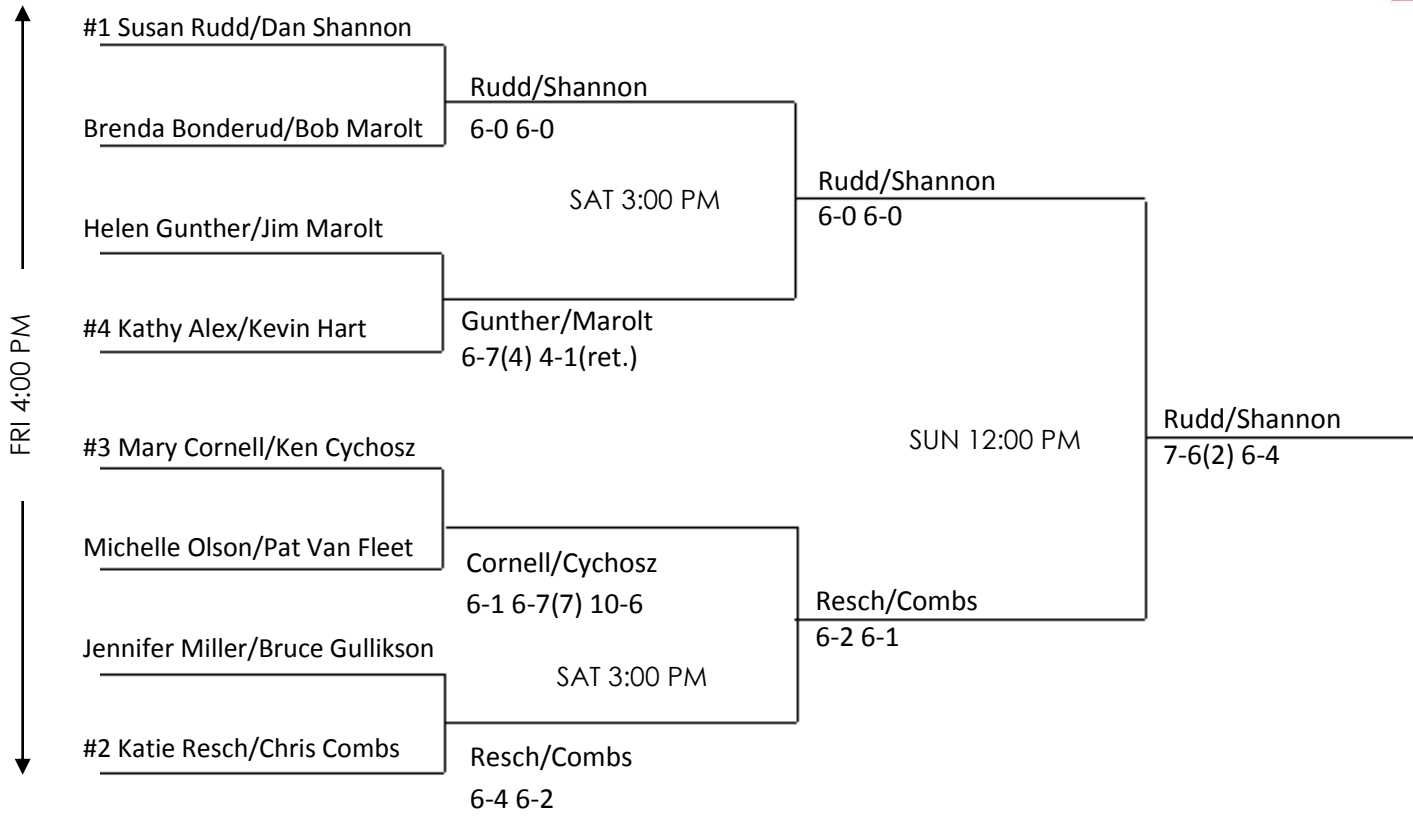 #1 Susan Rudd/Dan Shannon
Brenda Bonderud/Bob Marolt
Helen Gunther/Jim Marolt
#4 Kathy Alex/Kevin Hart
#3 Mary Cornell/Ken Cychosz
Michelle Olson/Pat Van Fleet
Jennifer Miller/Bruce Gullikson
#2 Katie Resch/Chris Combs
FRI 4:00 PM
Rudd/Shannon
6-0 6-0
SAT 3:00 PM
Gunther/Marolt
6-7(4) 4-1(ret.)
Cornell/Cychosz
6-1 6-7(7) 10-6
SAT 3:00 PM
Resch/Combs
6-4 6-2
Rudd/Shannon
6-0 6-0
SUN 12:00 PM
Resch/Combs
6-2 6-1
Rudd/Shannon
7-6(2) 6-4